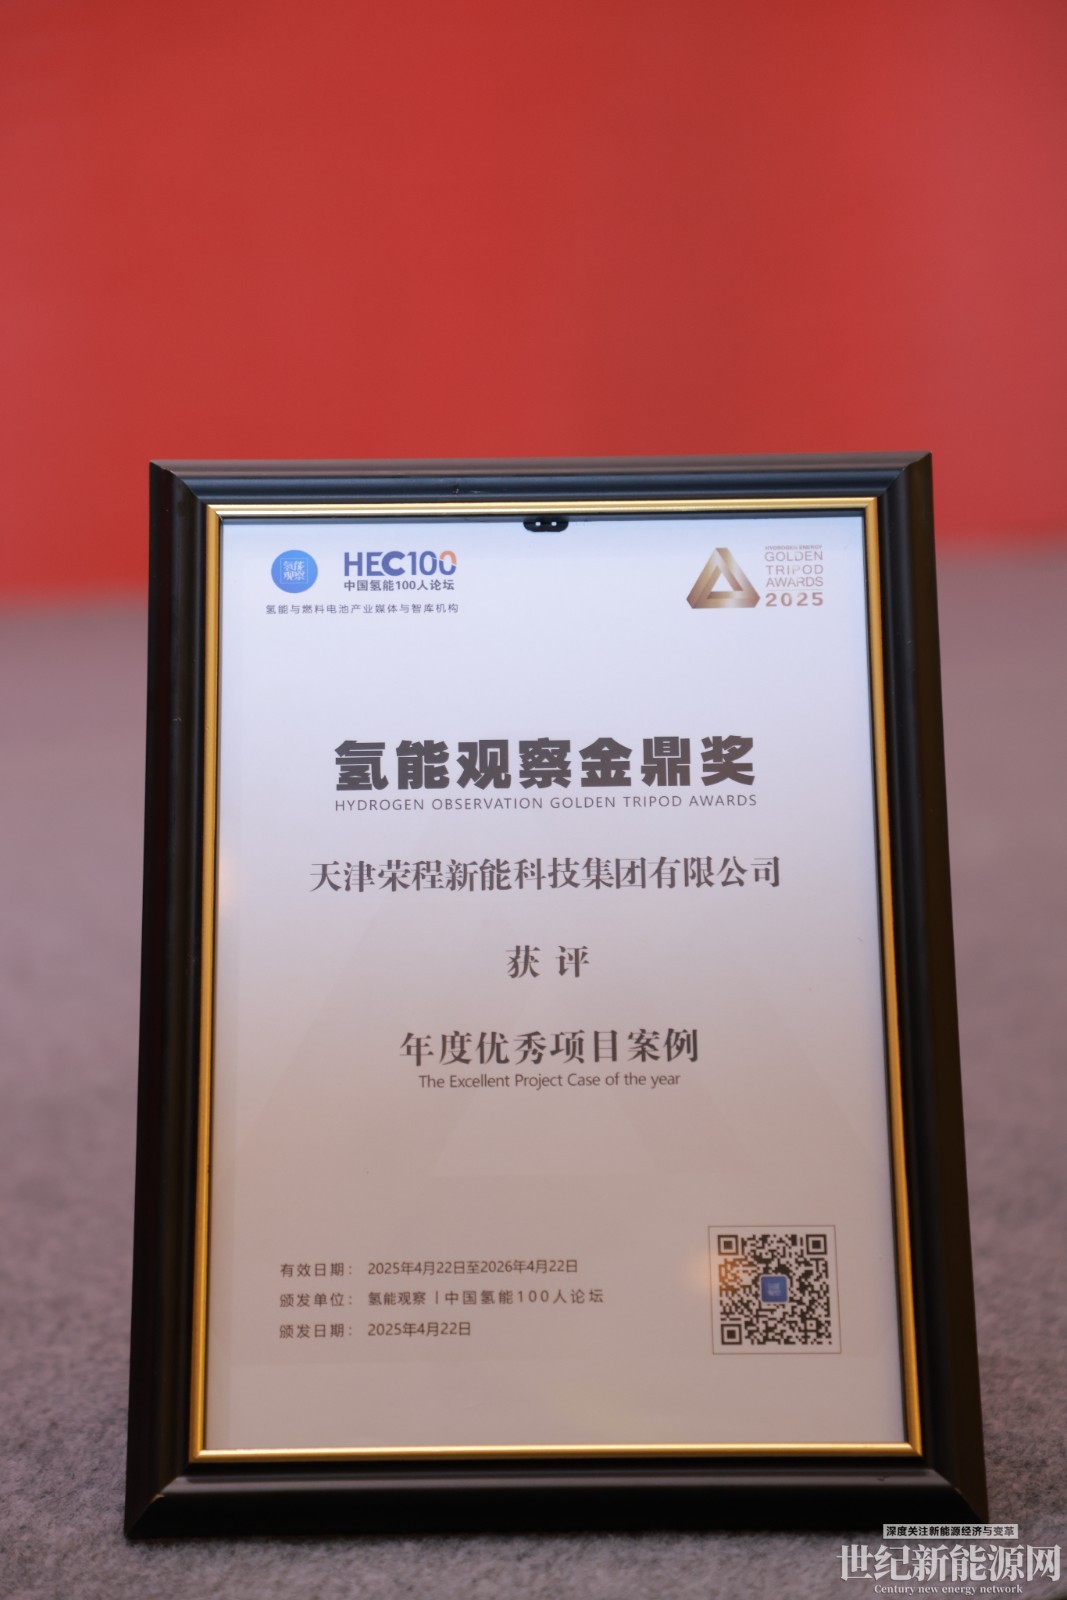 氢能
观察
HEC100
中国氢能100人论坛
氢能与燃料电池产业媒体与智库机构
HYDROGEN ENERGY
GOLDEN
TRIPOD
AWARDS
2025
氢能观察金鼎奖
HYDROGEN OBSERVATION GOLDEN TRIPOD AWARDS
天津荣程新能科技集团有限公司
获 评
年度优秀项目案例
The Excellent Project Case of the year
有效日期: 2025年4月22日至2026年4月22日
颁发单位: 氢能观察 | 中国氢能100人论坛
颁发日期: 2025年4月22日
深度关注新能源经济与变革
世纪新能源网
Century new energy network